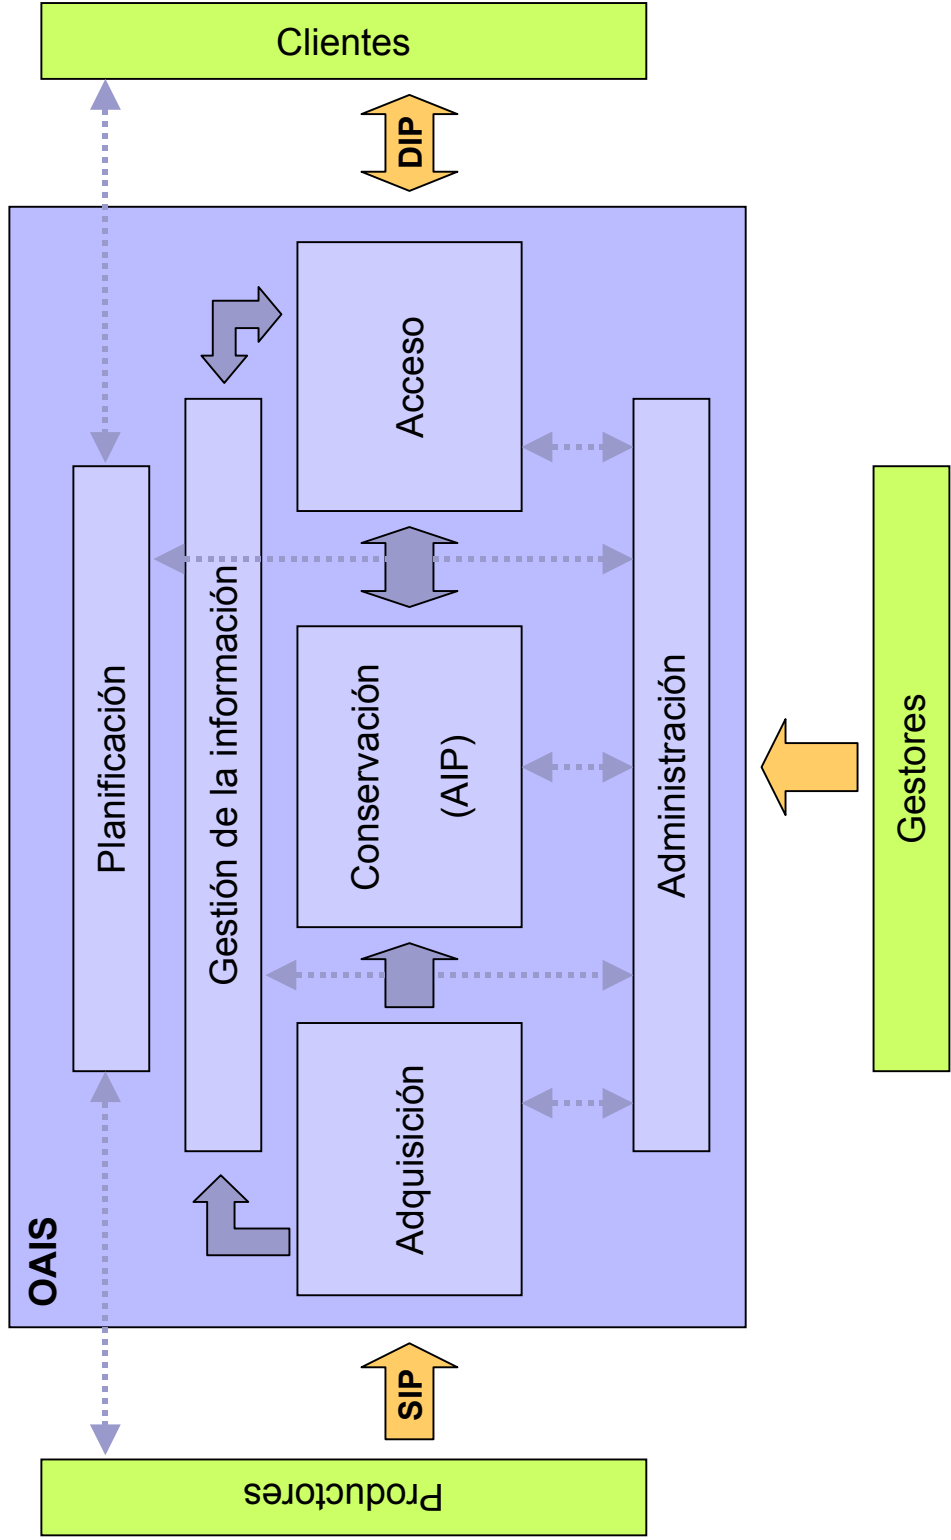 OAIS
Productores
SIP
Planificación
Gestión de la información
Adquisición
Conservación
(AIP)
Acceso
Administración
DIP
Clientes
Gestores